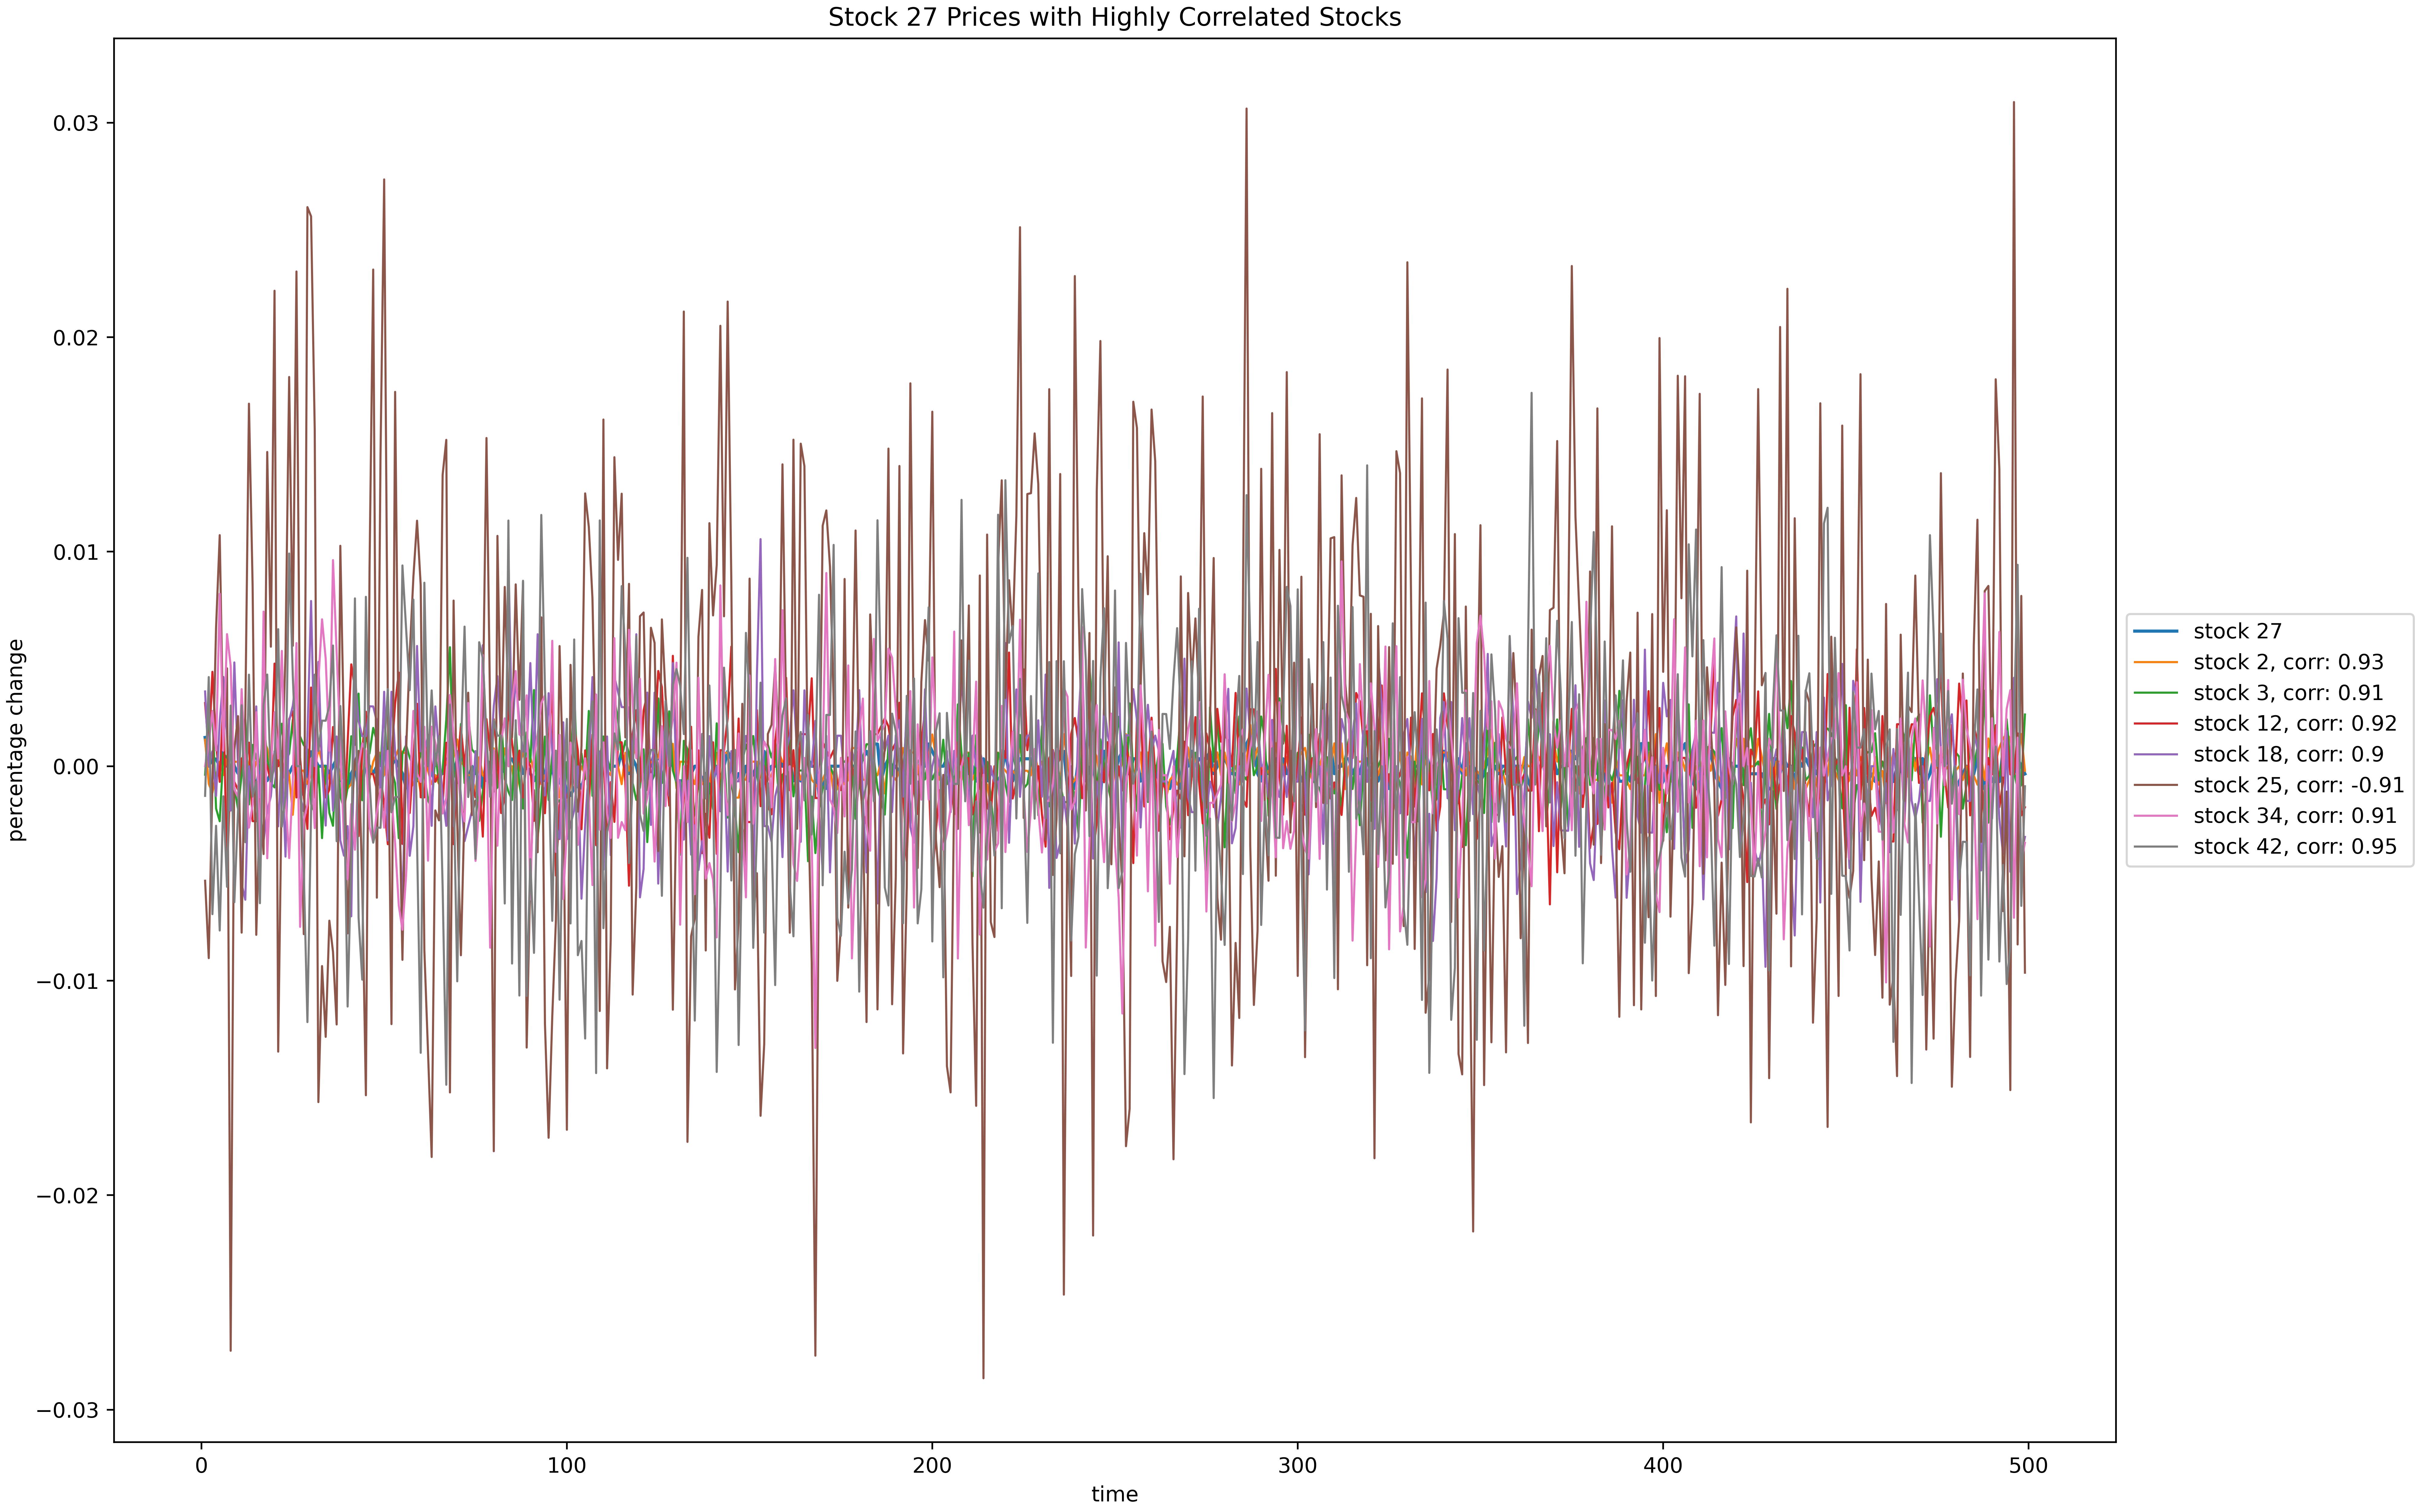 Stock 27 Prices with Highly Correlated Stocks
percentage change
0.03
0.02
0.01
0.00
−0.01
−0.02
−0.03
0 100 200 300 400 500
time
stock 27
stock 2, corr: 0.93
stock 3, corr: 0.91
stock 12, corr: 0.92
stock 18, corr: 0.9
stock 25, corr: -0.91
stock 34, corr: 0.91
stock 42, corr: 0.95